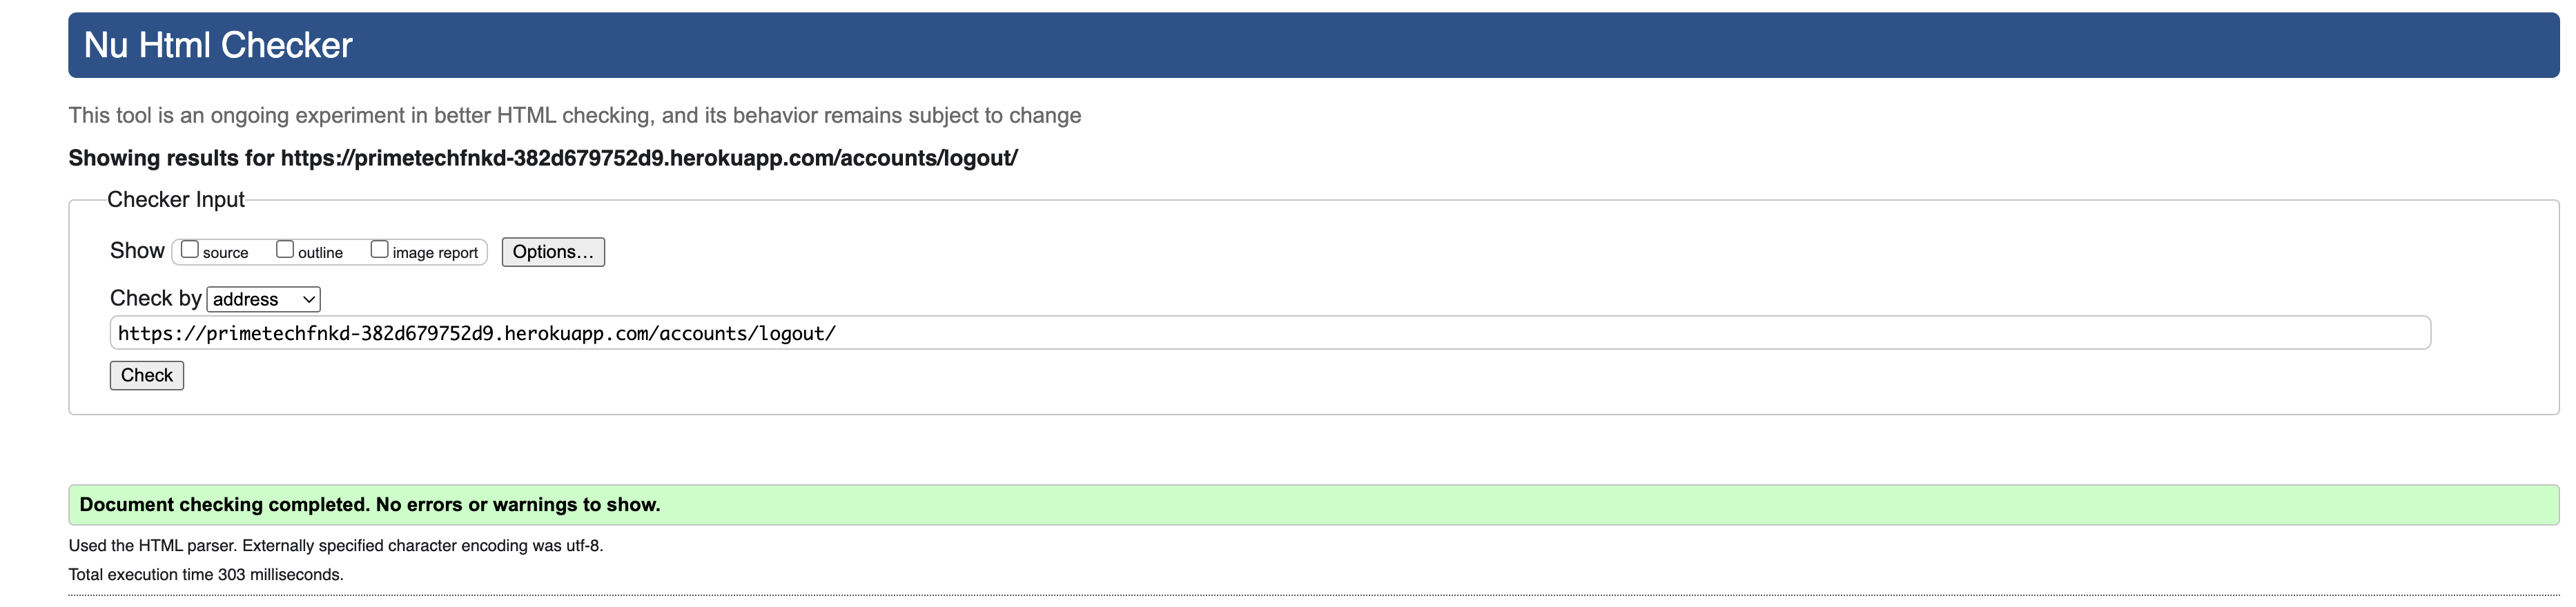 Nu Html Checker
This tool is an ongoing experiment in better HTML checking, and its behavior remains subject to change
Showing results for https://primetechfnkd-382d679752d9.herokuapp.com/accounts/logout/
Checker Input
Show source outline image report Options...
Check by address
https://primetechfnkd-382d679752d9.herokuapp.com/accounts/logout/
Check
Document checking completed. No errors or warnings to show.
Used the HTML parser. Externally specified character encoding was utf-8.
Total execution time 303 milliseconds.